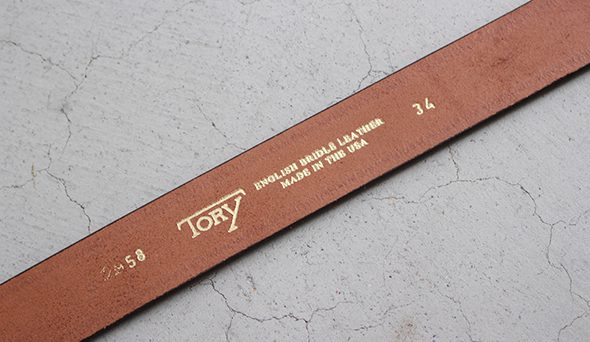 TORY
ENGLISH BRIDLE LEATHER
MADE IN THE USA
34